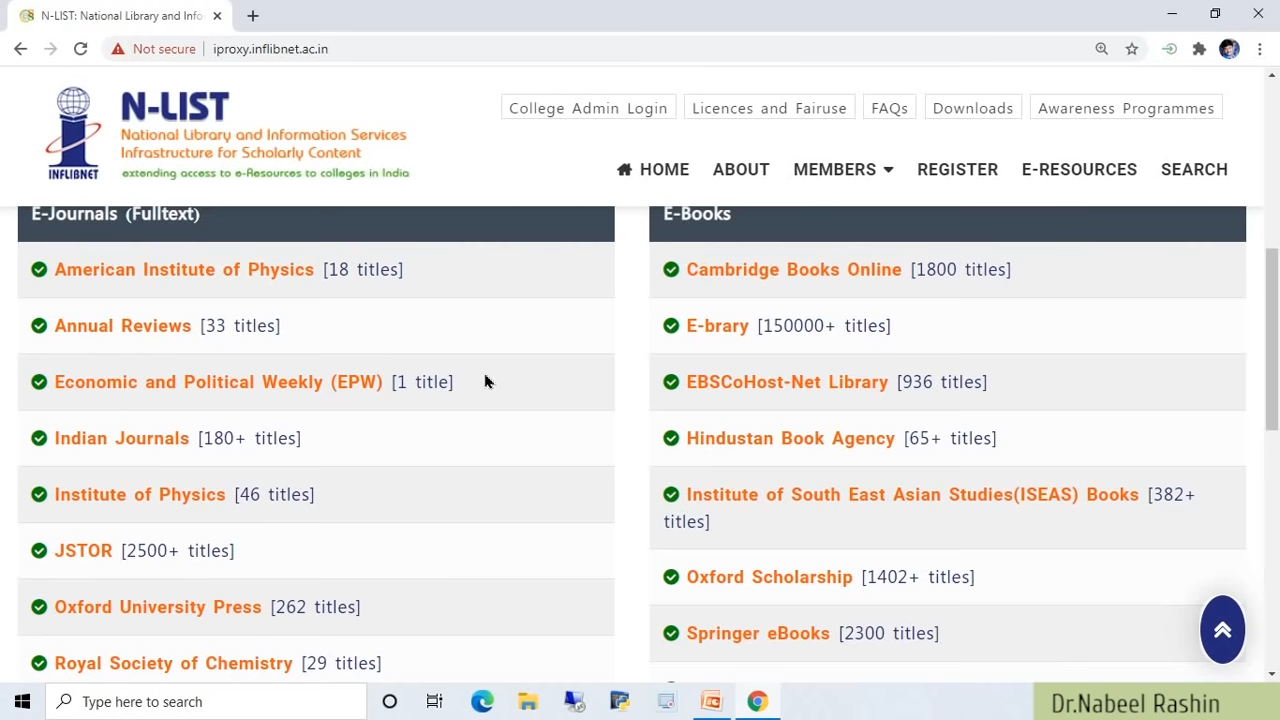 N-LIST: National Library and Info
Not secure
iproxy.inflibnet.ac.in
INFLIBNET
N-LIST
National Library and Information Services
Infrastructure for Scholarly Content
extending access to e-Resources to colleges in India
College Admin Login
Licences and Fairuse
FAQs
Downloads
Awareness Programmes
HOME
ABOUT
MEMBERS
REGISTER
E-RESOURCES
SEARCH
E-Journals (Fulltext)
American Institute of Physics [18 titles]
Annual Reviews [33 titles]
Economic and Political Weekly (EPW) [1 title]
Indian Journals [180+ titles]
Institute of Physics [46 titles]
JSTOR [2500+ titles]
Oxford University Press [262 titles]
Royal Society of Chemistry [29 titles]
E-Books
Cambridge Books Online [1800 titles]
E-brary [150000+ titles]
EBSCoHost-Net Library [936 titles]
Hindustan Book Agency [65+ titles]
Institute of South East Asian Studies(ISEAS) Books [382+
titles]
Oxford Scholarship [1402+ titles]
Springer eBooks [2300 titles]
Type here to search
Dr.Nabeel Rashin